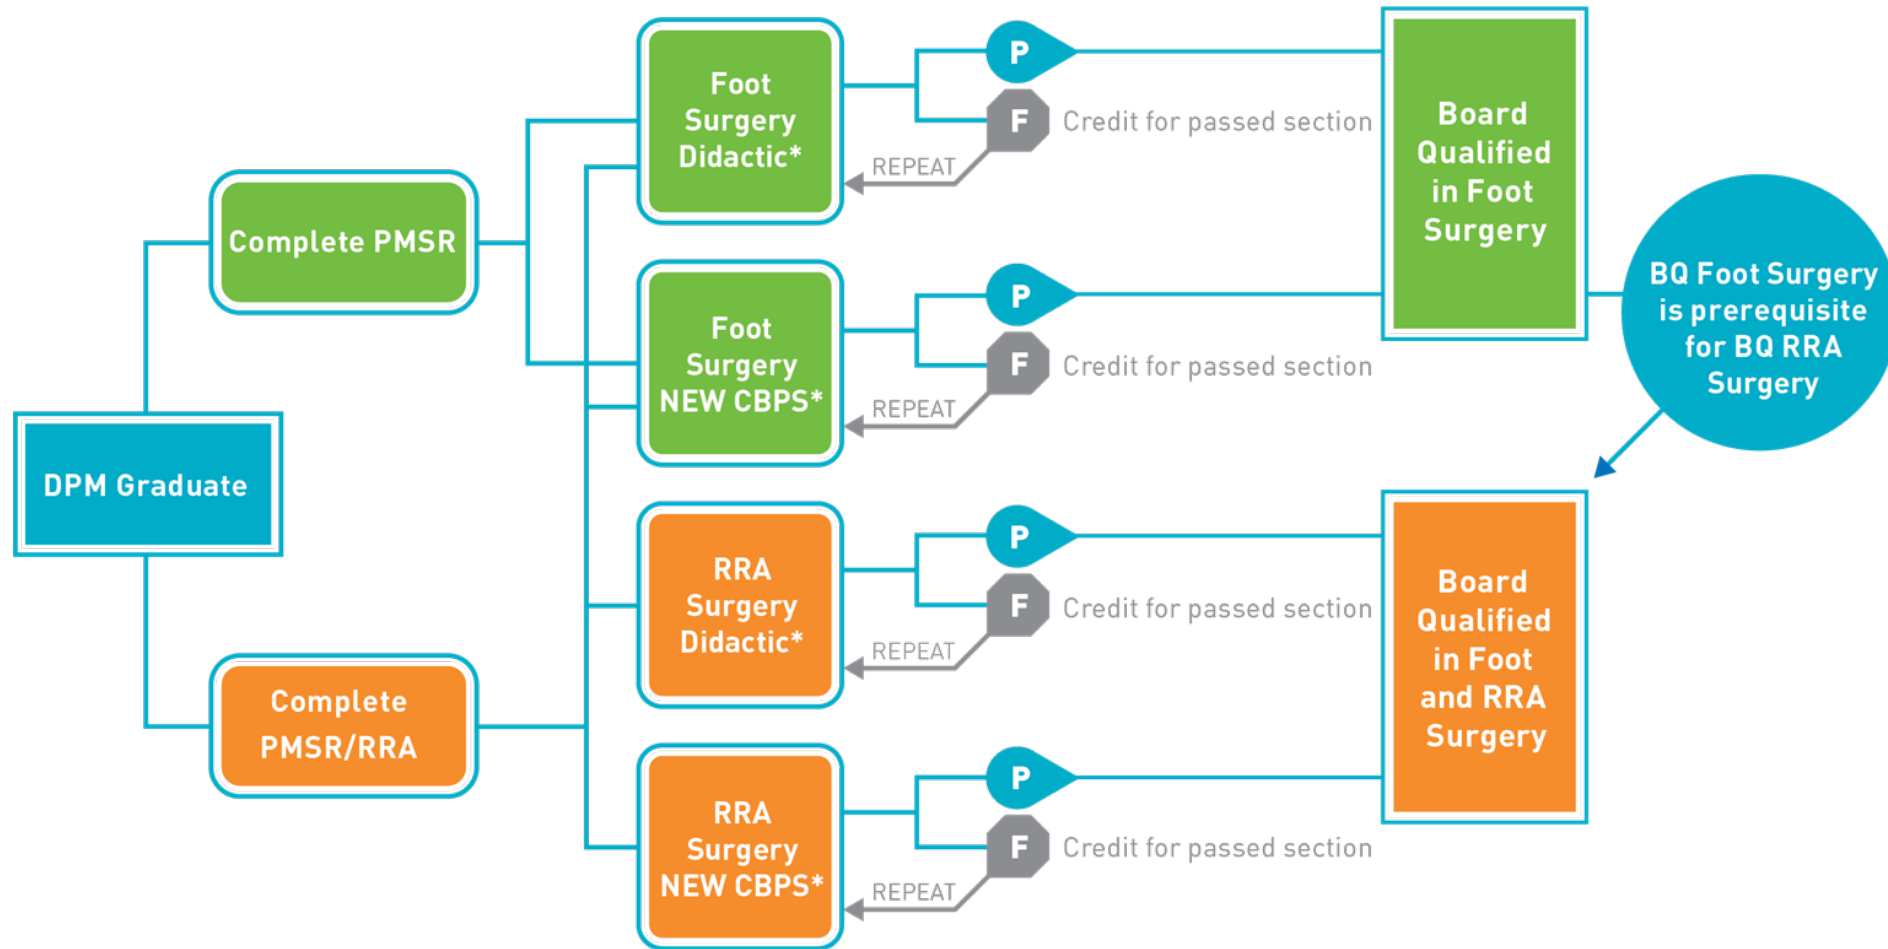 DPM Graduate
Complete PMSR
Complete
PMSR/RRA
Foot
Surgery
Didactic*
P
F
Credit for passed section
REPEAT
Foot
Surgery
NEW CBPS*
P
F
Credit for passed section
REPEAT
RRA
Surgery
Didactic*
P
F
Credit for passed section
REPEAT
RRA
Surgery
NEW CBPS*
P
F
Credit for passed section
REPEAT
Board
Qualified
in Foot
Surgery
BQ Foot Surgery
is prerequisite
for BQ RRA
Surgery
Board
Qualified
in Foot
and RRA
Surgery